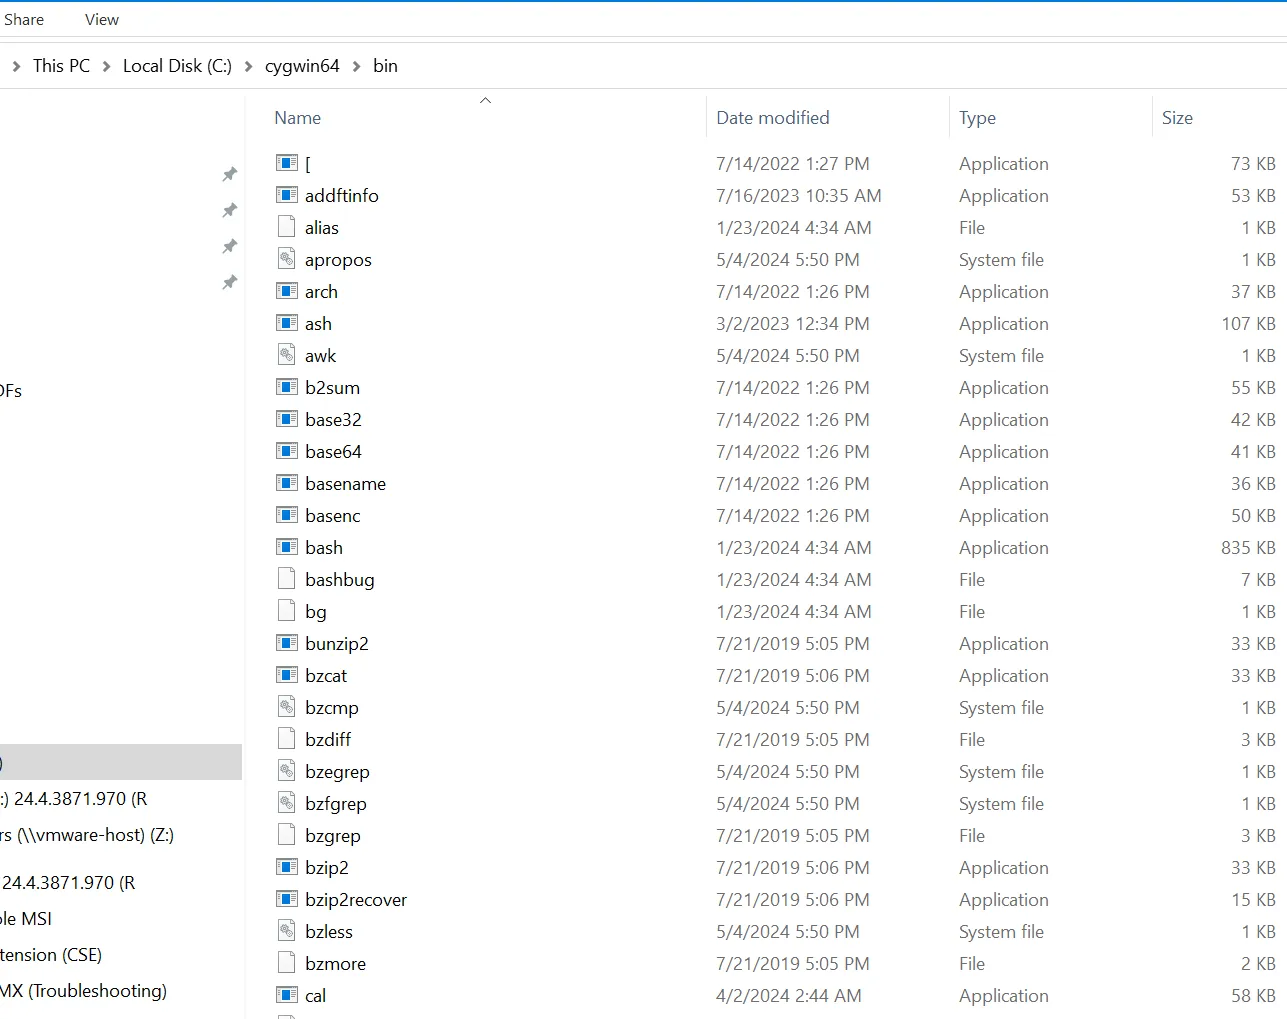 Share View
This PC Local Disk (C:) cygwin64 bin
Name Date modified Type Size
[ 7/14/2022 1:27 PM Application 73 KB
addftinfo 7/16/2023 10:35 AM Application 53 KB
alias 1/23/2024 4:34 AM File 1 KB
apropos 5/4/2024 5:50 PM System file 1 KB
arch 7/14/2022 1:26 PM Application 37 KB
ash 3/2/2023 12:34 PM Application 107 KB
awk 5/4/2024 5:50 PM System file 1 KB
b2sum 7/14/2022 1:26 PM Application 55 KB
base32 7/14/2022 1:26 PM Application 42 KB
base64 7/14/2022 1:26 PM Application 41 KB
basename 7/14/2022 1:26 PM Application 36 KB
basenc 7/14/2022 1:26 PM Application 50 KB
bash 1/23/2024 4:34 AM Application 835 KB
bashbug 1/23/2024 4:34 AM File 7 KB
bg 1/23/2024 4:34 AM File 1 KB
bunzip2 7/21/2019 5:05 PM Application 33 KB
bzcat 7/21/2019 5:06 PM Application 33 KB
bzcmp 5/4/2024 5:50 PM System file 1 KB
bzdiff 7/21/2019 5:05 PM File 3 KB
bzegrep 5/4/2024 5:50 PM System file 1 KB
bzfgrep 5/4/2024 5:50 PM System file 1 KB
bzgrep 7/21/2019 5:05 PM File 3 KB
bzip2 7/21/2019 5:06 PM Application 33 KB
bzip2recover 7/21/2019 5:06 PM Application 15 KB
bzless 5/4/2024 5:50 PM System file 1 KB
bzmore 7/21/2019 5:05 PM File 2 KB
cal 4/2/2024 2:44 AM Application 58 KB
DFs
)
:) 24.4.3871.970 (R
rs (\\vmware-host) (Z:)
24.4.3871.970 (R
ple MSI
tension (CSE)
MX (Troubleshooting)